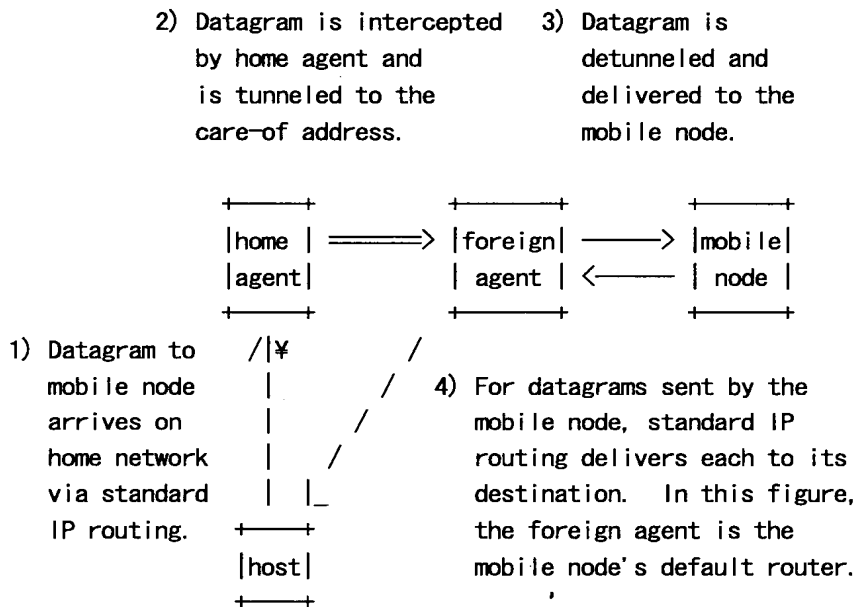 2) Datagram is intercepted
by home agent and
is tunneled to the
care-of address.
3) Datagram is
detunneled and
delivered to the
mobile node.
+-----+ +-------+ +------+
|home | =====> |foreign| ------> |mobile|
|agent| | agent | <------ | node |
+-----+ +-------+ +------+
1) Datagram to /|¥ /
mobile node | /
arrives on | /
home network | /
via standard | |_
IP routing. +----+
|host|
+----+
4) For datagrams sent by the
mobile node, standard IP
routing delivers each to its
destination. In this figure,
the foreign agent is the
mobile node's default router.